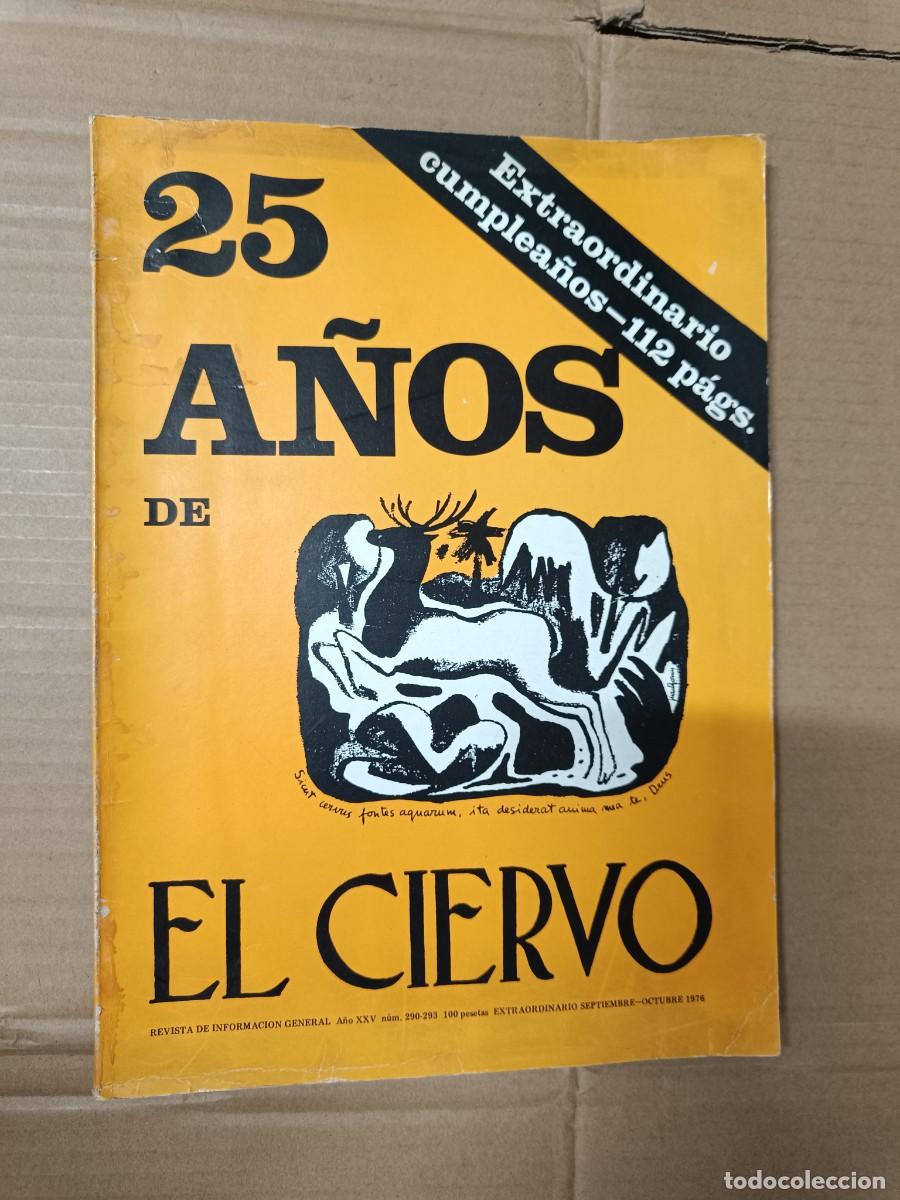 25
AÑOS
DE
Extraordinario
cumpleaños—112 págs.
Sicut cervus fontes aquarum, ita desiderat anima mea te, Deus
EL CIERVO
REVISTA DE INFORMACION GENERAL Año XXV núm. 290-293 100 pesetas EXTRAORDINARIO SEPTIEMBRE—OCTUBRE 1976
todocoleccion